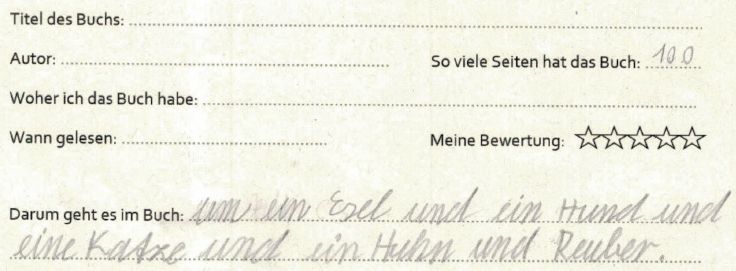 Titel des Buchs:
Autor: So viele Seiten hat das Buch: 100
Woher ich das Buch habe:
Wann gelesen: Meine Bewertung:
Darum geht es im Buch: um ein Esel und ein Hund und
eine Katze und ein Huhn und Reuber.